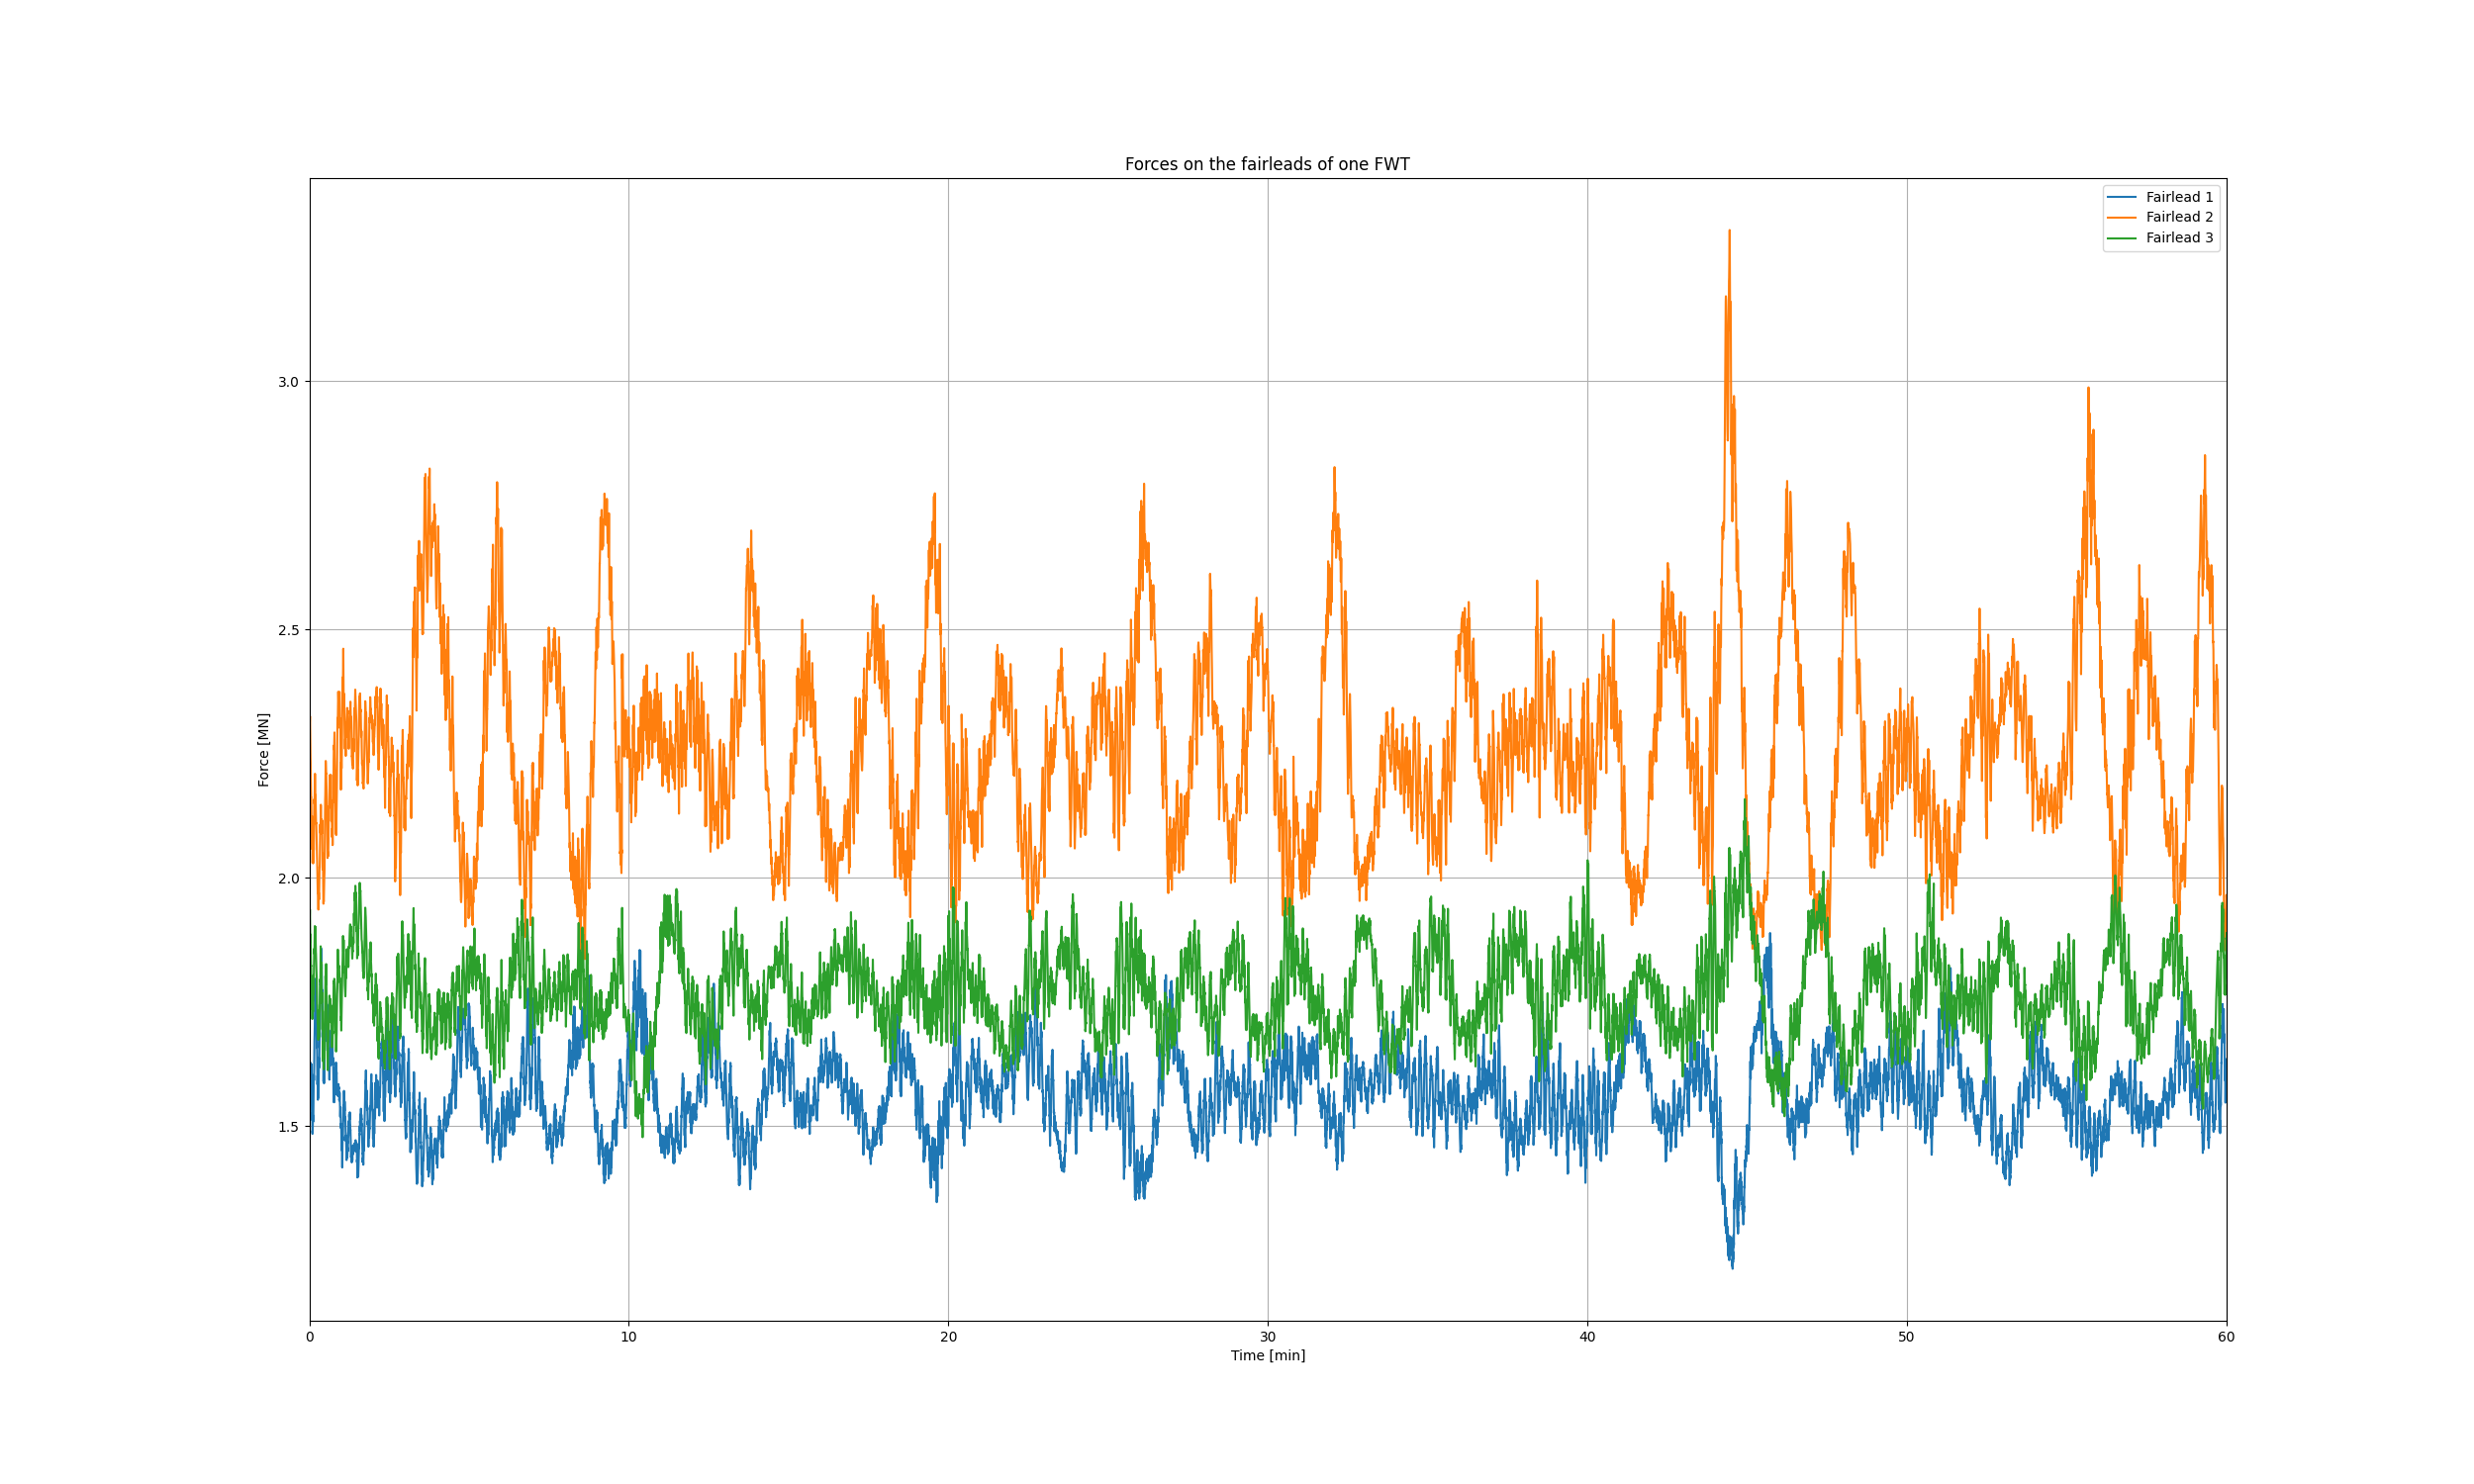 Forces on the fairleads of one FWT
Fairlead 1
Fairlead 2
Fairlead 3
Force [MN]
3.0
2.5
2.0
1.5
0 10 20 30 40 50 60
Time [min]